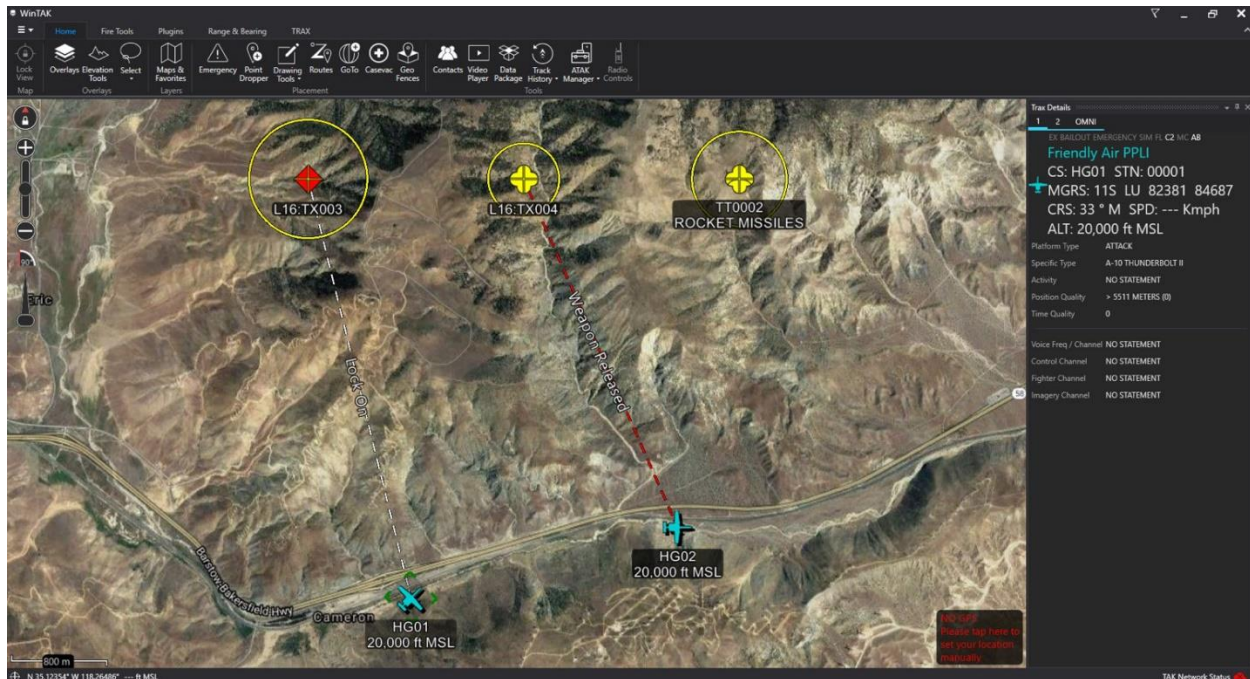 WinTAK
Home Fire Tools Plugins Range & Bearing TRAX
Lock View
Overlays
Elevation Tools
Select
Maps & Favorites
Emergency
Point Dropper
Drawing Tools
Routes
GoTo
Casevac
Geo Fences
Contacts
Video Player
Data Package
Track History
ATAK Manager
Radio Controls
Map Overlays Layers Placement Tools
Trax Details
1 2 OMNI
EX BAILOUT EMERGENCY SIM FL C2 MC AB
Friendly Air PPLI
CS: HG01 STN: 00001
MGRS: 11S LU 82381 84687
CRS: 33 ° M SPD: --- Kmph
ALT: 20,000 ft MSL
Platform Type ATTACK
Specific Type A-10 THUNDERBOLT II
Activity NO STATEMENT
Position Quality > 5511 METERS (0)
Time Quality 0
Voice Freq / Channel NO STATEMENT
Control Channel NO STATEMENT
Fighter Channel NO STATEMENT
Imagery Channel NO STATEMENT
L16:TX003
L16:TX004
TT0002
ROCKET MISSILES
90°
Eric
Lock On
Weapon Released
58
HG02
20,000 ft MSL
Barstow Bakersfield Hwy
Cameron
HG01
20,000 ft MSL
NO GPS
Please tap here to
set your location
manually
800 m
N 35.12354° W 118.26486° --- ft MSL
TAK Network Status